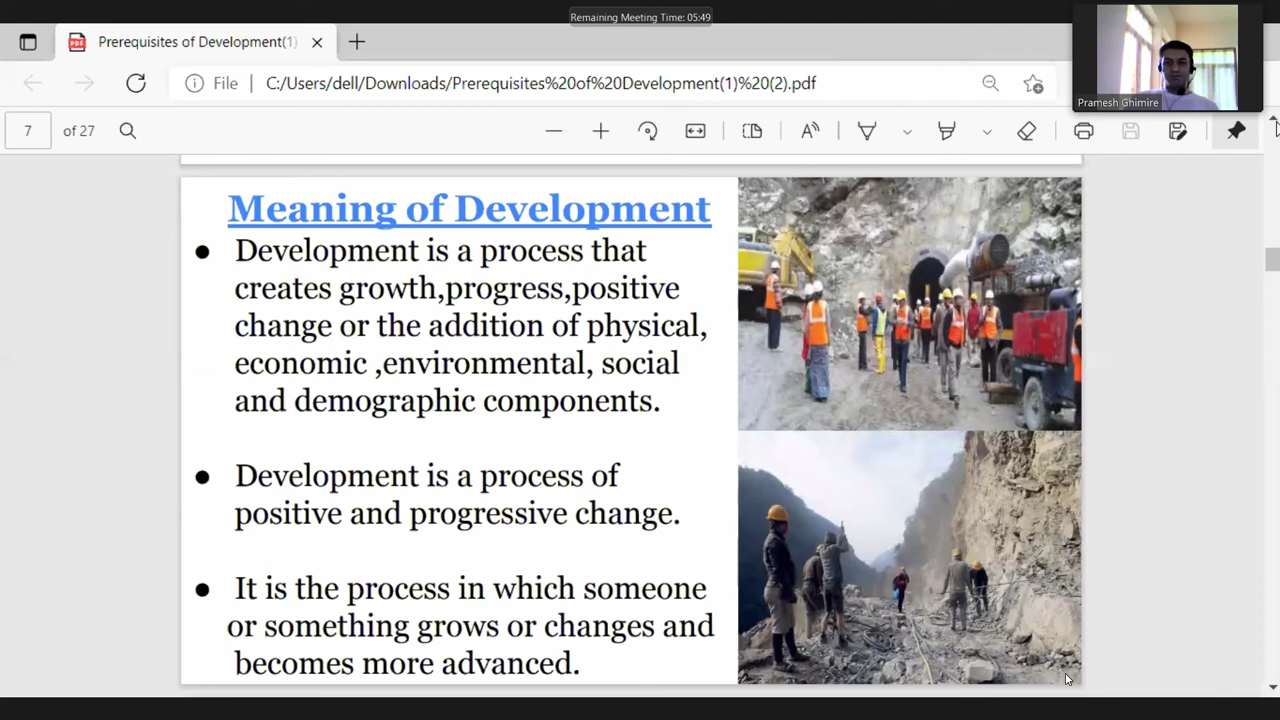 Remaining Meeting Time: 05:49
Prerequisites of Development(1)
File
C:/Users/dell/Downloads/Prerequisites%20of%20Development(1)%20(2).pdf
Pramesh Ghimire
7 of 27
Meaning of Development
● Development is a process that
creates growth,progress,positive
change or the addition of physical,
economic ,environmental, social
and demographic components.
● Development is a process of
positive and progressive change.
● It is the process in which someone
or something grows or changes and
becomes more advanced.